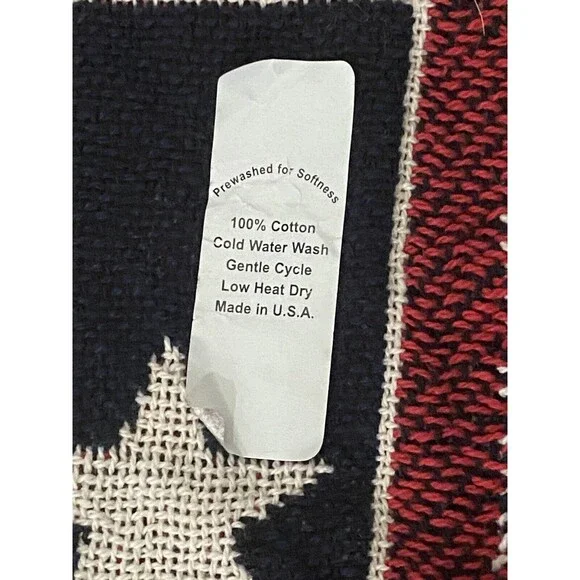 Prewashed for Softness
100% Cotton
Cold Water Wash
Gentle Cycle
Low Heat Dry
Made in U.S.A.